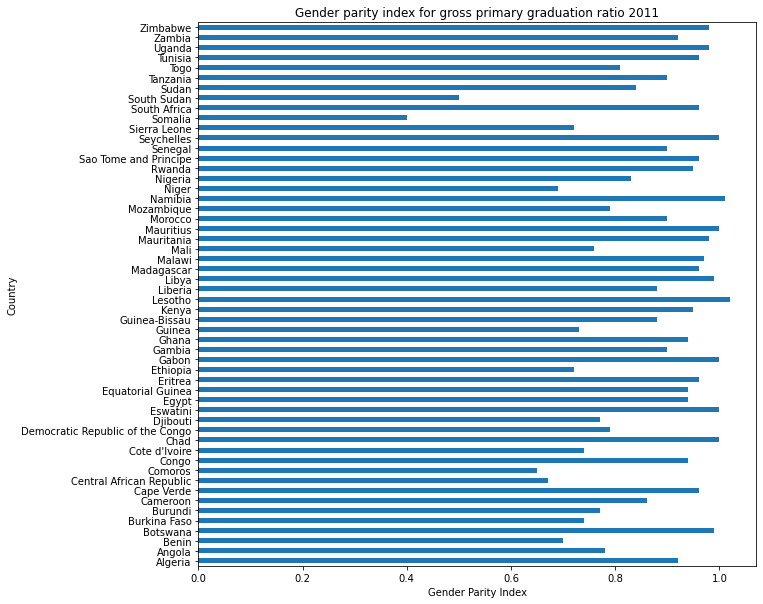 Gender parity index for gross primary graduation ratio 2011
Zimbabwe
Zambia
Uganda
Tunisia
Togo
Tanzania
Sudan
South Sudan
South Africa
Somalia
Sierra Leone
Seychelles
Senegal
Sao Tome and Principe
Rwanda
Nigeria
Niger
Namibia
Mozambique
Morocco
Mauritius
Mauritania
Mali
Malawi
Madagascar
Libya
Liberia
Lesotho
Kenya
Guinea-Bissau
Guinea
Ghana
Gambia
Gabon
Ethiopia
Eritrea
Equatorial Guinea
Egypt
Eswatini
Djibouti
Democratic Republic of the Congo
Chad
Cote d'Ivoire
Congo
Comoros
Central African Republic
Cape Verde
Cameroon
Burundi
Burkina Faso
Botswana
Benin
Angola
Algeria
Country
0.0 0.2 0.4 0.6 0.8 1.0
Gender Parity Index